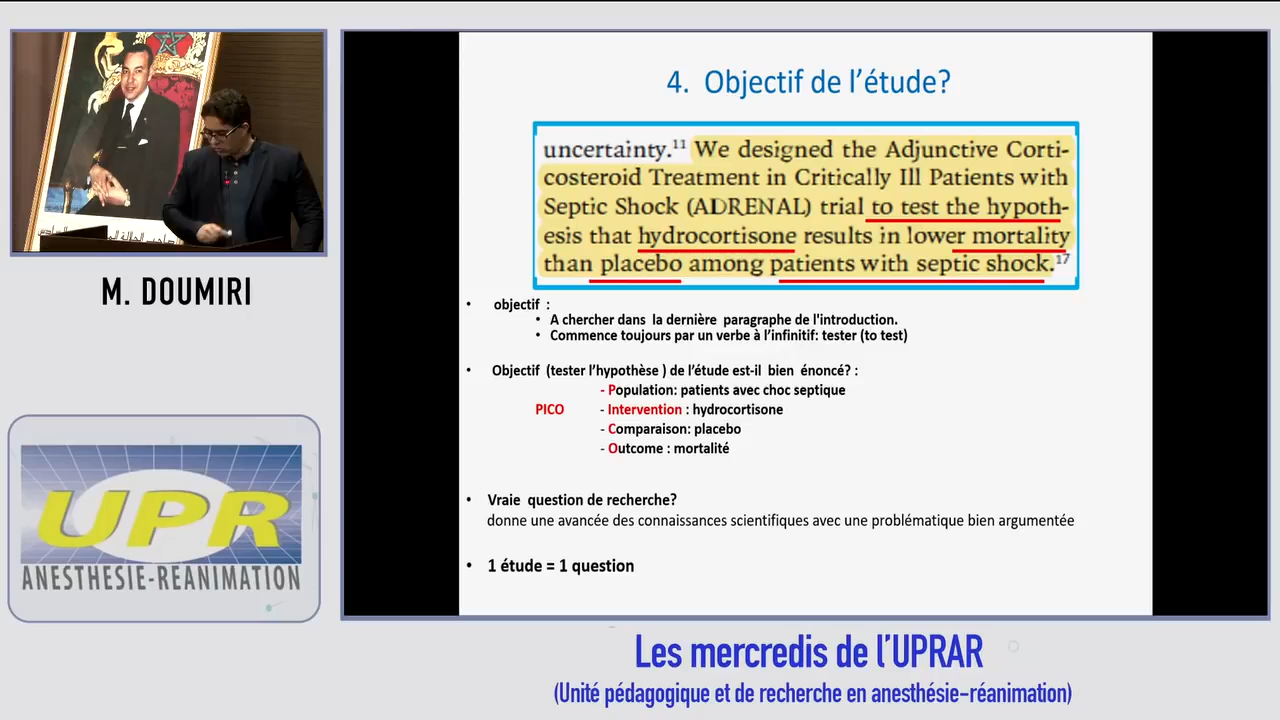 M. DOUMIRI
UPR
ANESTHESIE-REANIMATION
4. Objectif de l'étude?
uncertainty.¹¹ We designed the Adjunctive Corti-
costeroid Treatment in Critically Ill Patients with
Septic Shock (ADRENAL) trial to test the hypoth-
esis that hydrocortisone results in lower mortality
than placebo among patients with septic shock.¹⁷
• objectif :
• A chercher dans la dernière paragraphe de l'introduction.
• Commence toujours par un verbe à l'infinitif: tester (to test)
• Objectif (tester l'hypothèse ) de l'étude est-il bien énoncé? :
- Population: patients avec choc septique
PICO - Intervention : hydrocortisone
- Comparaison: placebo
- Outcome : mortalité
• Vraie question de recherche?
donne une avancée des connaissances scientifiques avec une problématique bien argumentée
• 1 étude = 1 question
Les mercredis de l'UPRAR
(Unité pédagogique et de recherche en anesthésie-réanimation)